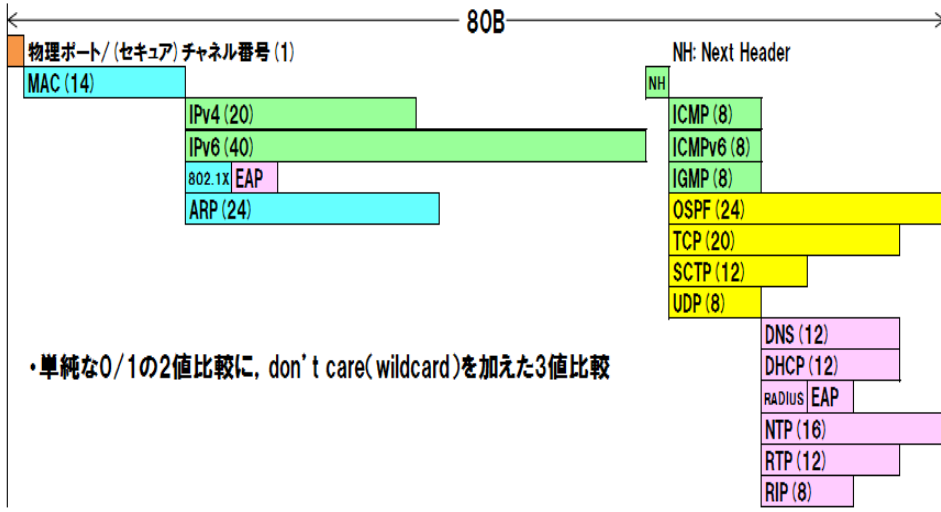 80B
物理ポート/(セキュア)チャネル番号(1)
NH: Next Header
MAC(14)
NH
IPv4(20)
ICMP(8)
IPv6(40)
ICMPv6(8)
802.1X EAP
IGMP(8)
ARP(24)
OSPF(24)
TCP(20)
SCTP(12)
UDP(8)
DNS(12)
・単純な0/1の2値比較に, don't care(wildcard)を加えた3値比較
DHCP(12)
RADIUS EAP
NTP(16)
RTP(12)
RIP(8)